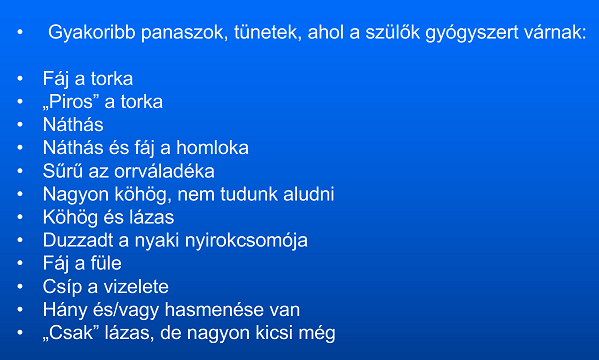 • Gyakoribb panaszok, tünetek, ahol a szülők gyógyszert várnak:
• Fáj a torka
• „Piros” a torka
• Náthás
• Náthás és fáj a homloka
• Sűrű az orrváladéka
• Nagyon köhög, nem tudunk aludni
• Köhög és lázas
• Duzzadt a nyaki nyirokcsomója
• Fáj a füle
• Csíp a vizelete
• Hány és/vagy hasmenése van
• „Csak” lázas, de nagyon kicsi még